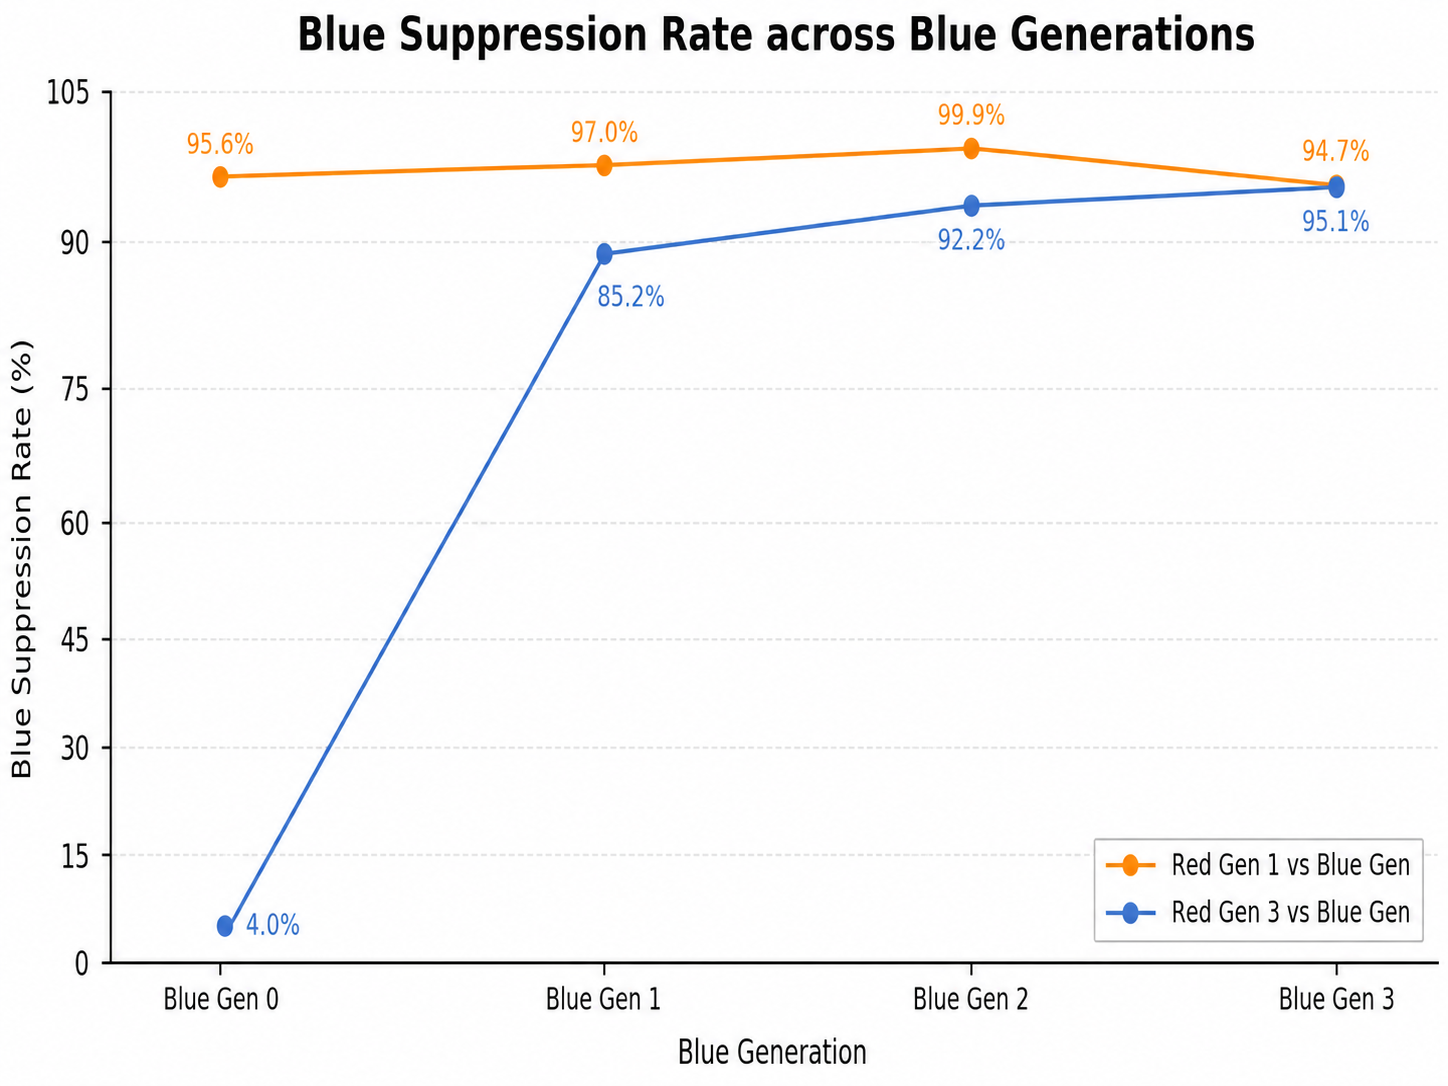 Blue Suppression Rate across Blue Generations
105
90
75
60
45
30
15
0
Blue Suppression Rate (%)
95.6%
97.0%
99.9%
94.7%
4.0%
85.2%
92.2%
95.1%
Red Gen 1 vs Blue Gen
Red Gen 3 vs Blue Gen
Blue Gen 0
Blue Gen 1
Blue Gen 2
Blue Gen 3
Blue Generation